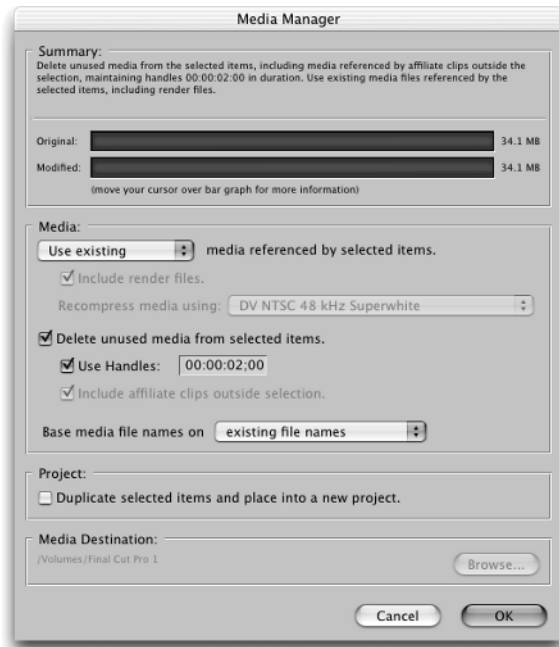 Media Manager
Summary:
Delete unused media from the selected items, including media referenced by affiliate clips outside the
selection, maintaining handles 00:00:02:00 in duration. Use existing media files referenced by the
selected items, including render files.
Original: 34.1 MB
Modified: 34.1 MB
(move your cursor over bar graph for more information)
Media:
Use existing media referenced by selected items.
Include render files.
Recompress media using: DV NTSC 48 kHz Superwhite
Delete unused media from selected items.
Use Handles: 00:00:02;00
Include affiliate clips outside selection.
Base media file names on existing file names
Project:
Duplicate selected items and place into a new project.
Media Destination:
/Volumes/Final Cut Pro 1
Browse...
Cancel OK